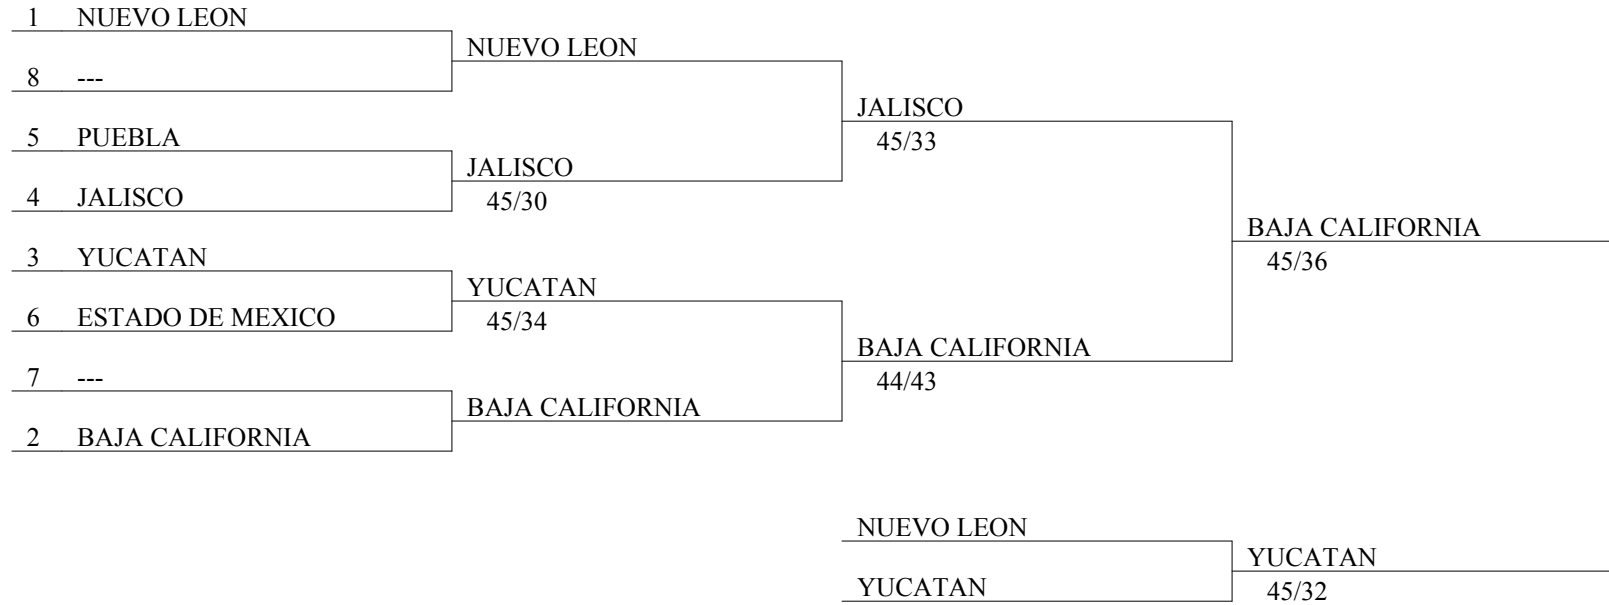 1 NUEVO LEON
NUEVO LEON
8 ---
JALISCO
45/33
5 PUEBLA
JALISCO
45/30
4 JALISCO
BAJA CALIFORNIA
45/36
3 YUCATAN
YUCATAN
45/34
6 ESTADO DE MEXICO
BAJA CALIFORNIA
44/43
7 ---
BAJA CALIFORNIA
2 BAJA CALIFORNIA
NUEVO LEON
YUCATAN
45/32
YUCATAN